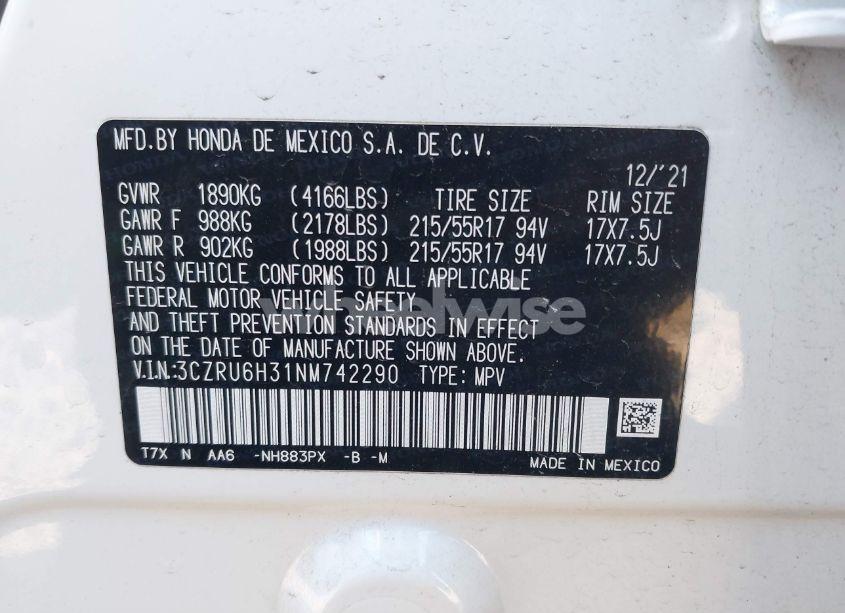 MFD.BY HONDA DE MEXICO S.A. DE C.V.
12/'21
GVWR 1890KG (4166LBS) TIRE SIZE RIM SIZE
GAWR F 988KG (2178LBS) 215/55R17 94V 17X7.5J
GAWR R 902KG (1988LBS) 215/55R17 94V 17X7.5J
THIS VEHICLE CONFORMS TO ALL APPLICABLE
FEDERAL MOTOR VEHICLE SAFETY
AND THEFT PREVENTION STANDARDS IN EFFECT
ON THE DATE OF MANUFACTURE SHOWN ABOVE.
V.I.N.:3CZRU6H31NM742290 TYPE: MPV
T7X N AA6 -NH883PX -B -M
MADE IN MEXICO
wheelwise